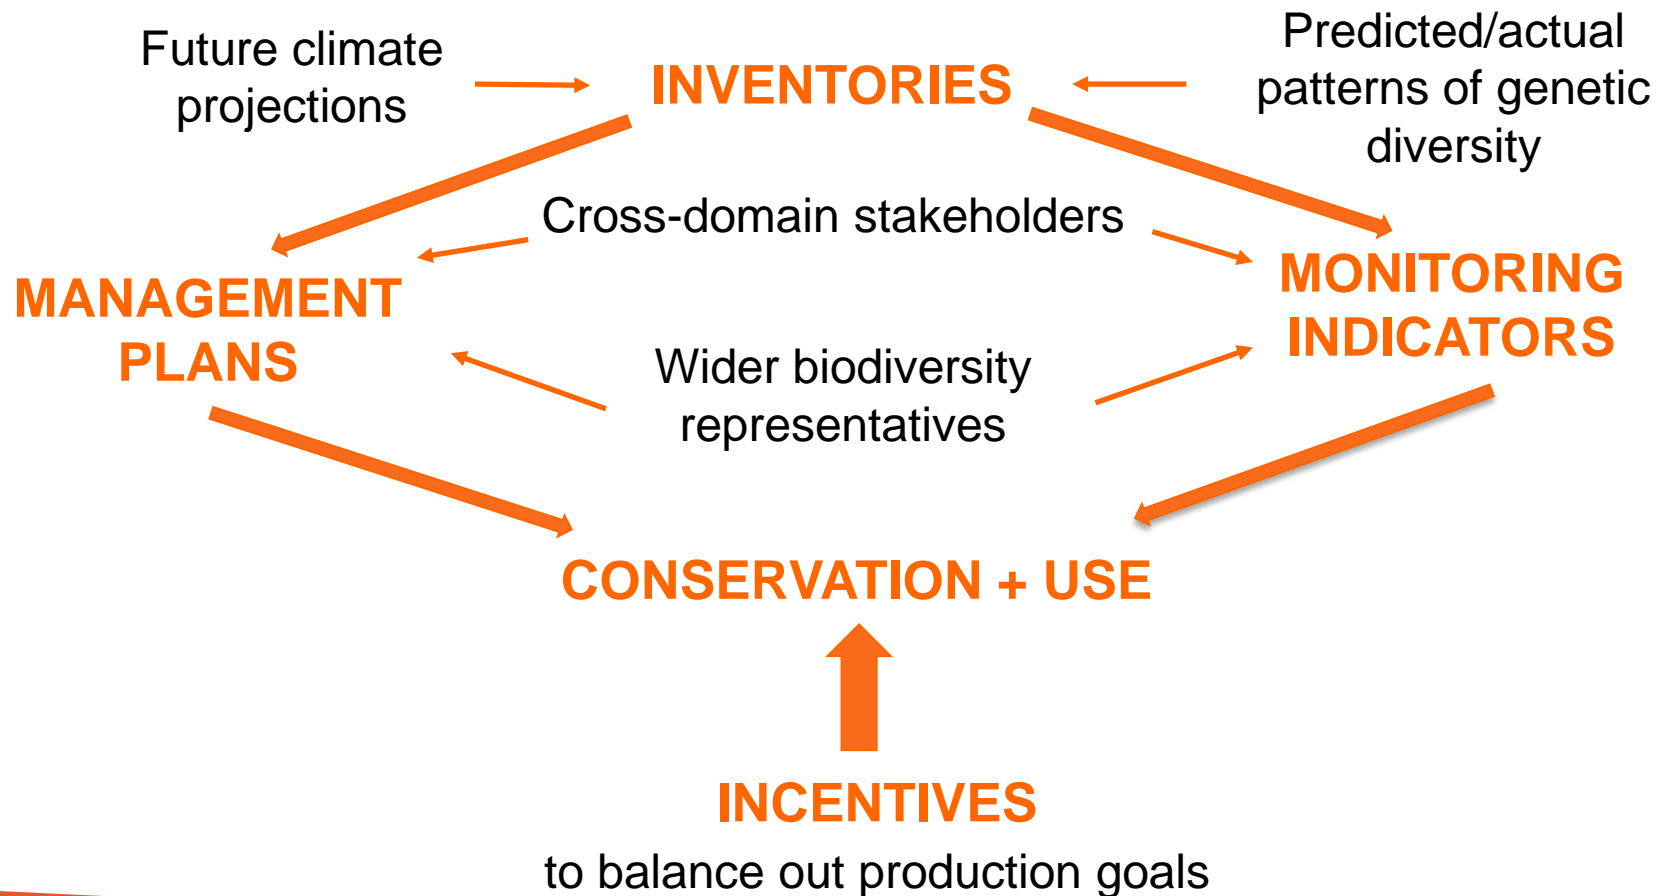 Future climate
projections
INVENTORIES
Predicted/actual
patterns of genetic
diversity
Cross-domain stakeholders
MANAGEMENT
PLANS
MONITORING
INDICATORS
Wider biodiversity
representatives
CONSERVATION + USE
INCENTIVES
to balance out production goals